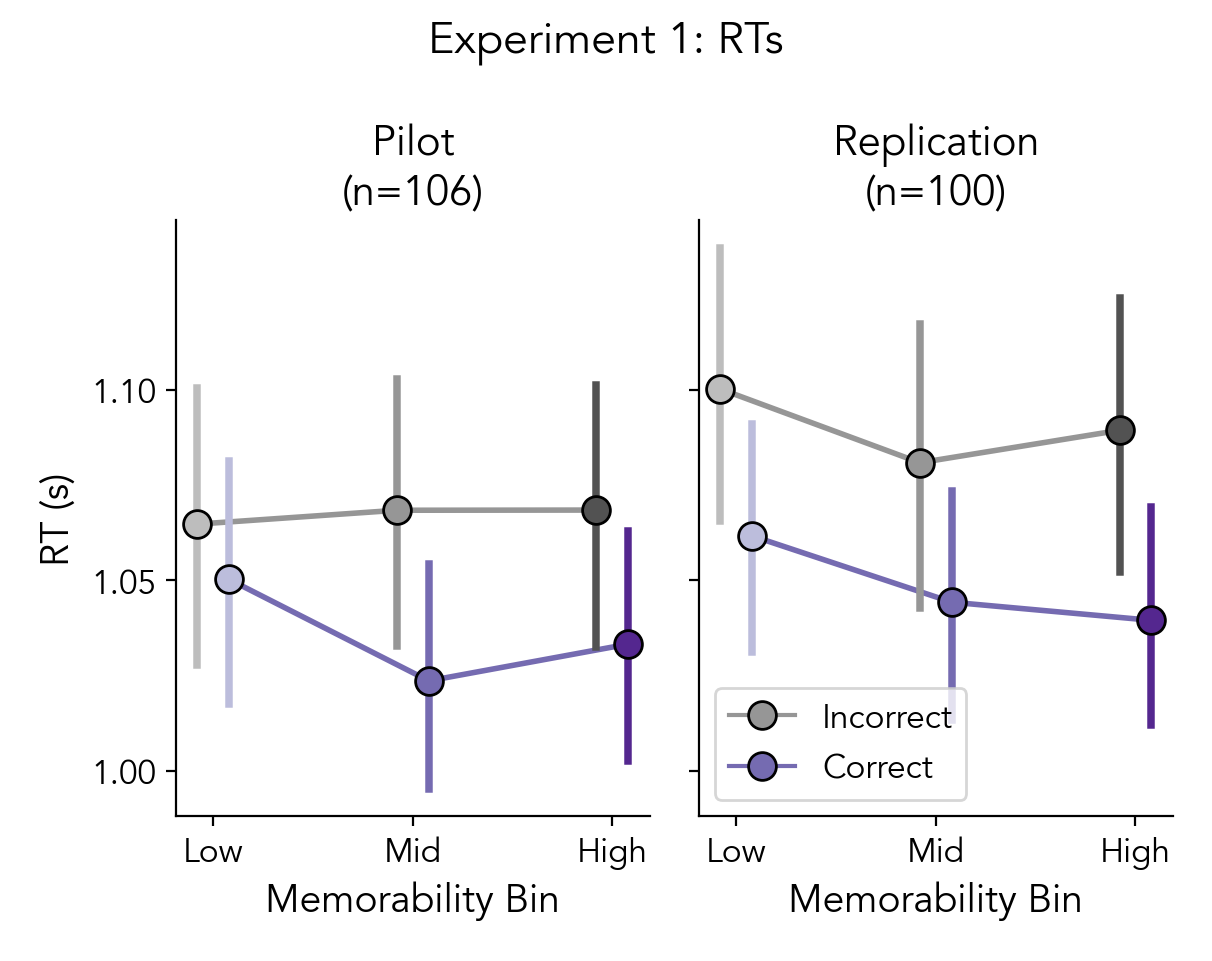 Experiment 1: RTs
Pilot
(n=106)
Replication
(n=100)
RT (s)
1.10
1.05
1.00
Low Mid High
Memorability Bin
Incorrect
Correct
Low Mid High
Memorability Bin